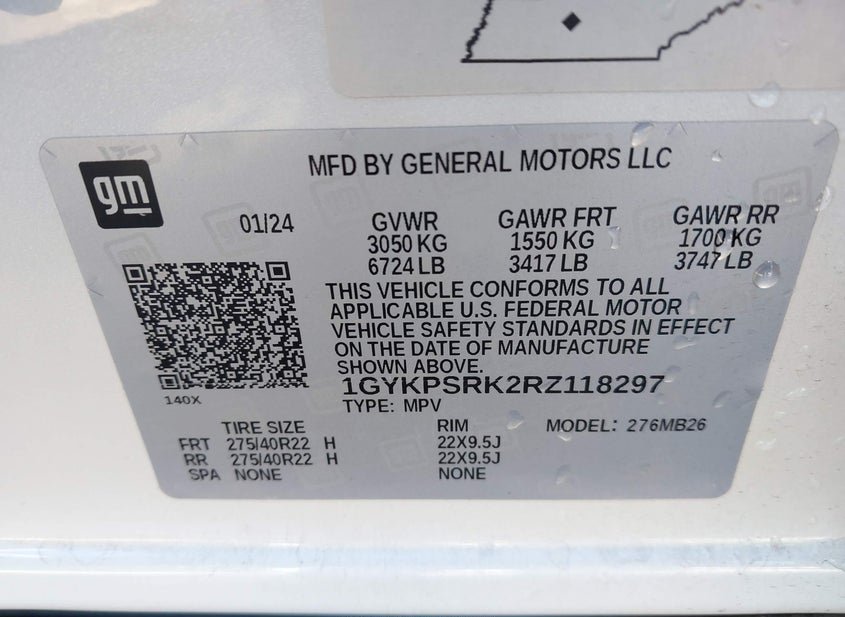 gm
MFD BY GENERAL MOTORS LLC
01/24
GVWR GAWR FRT GAWR RR
3050 KG 1550 KG 1700 KG
6724 LB 3417 LB 3747 LB
THIS VEHICLE CONFORMS TO ALL
APPLICABLE U.S. FEDERAL MOTOR
VEHICLE SAFETY STANDARDS IN EFFECT
ON THE DATE OF MANUFACTURE
SHOWN ABOVE.
1GYKPSRK2RZ118297
140X
TYPE: MPV
TIRE SIZE RIM MODEL: 276MB26
FRT 275/40R22 H 22X9.5J
RR 275/40R22 H 22X9.5J
SPA NONE NONE